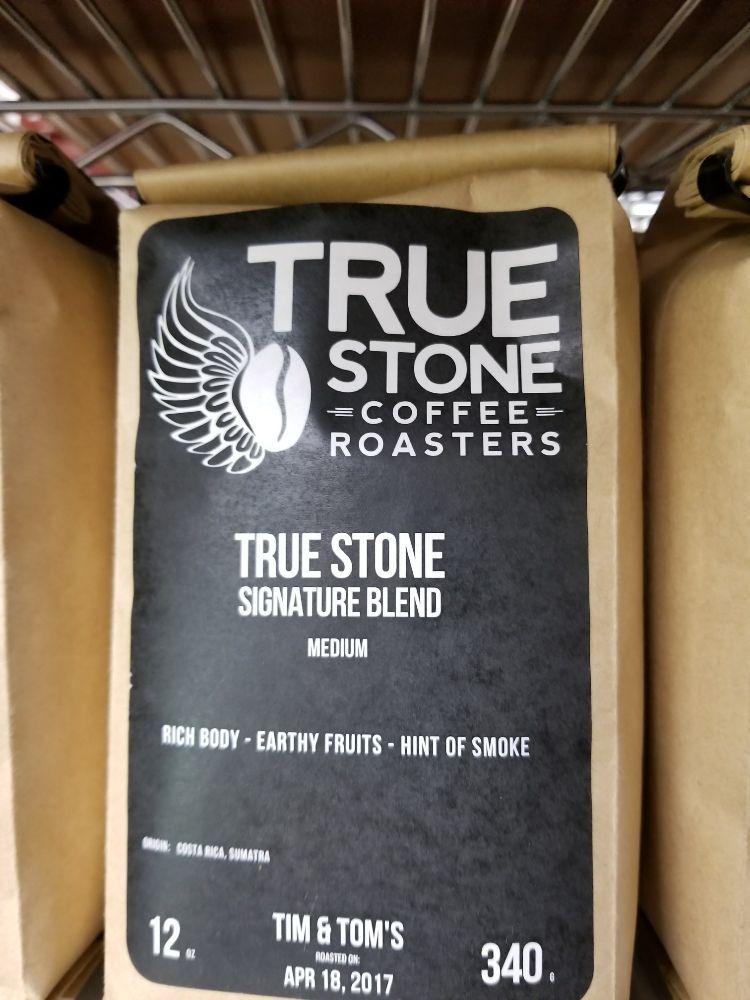 TRUE
STONE
COFFEE
ROASTERS
TRUE STONE
SIGNATURE BLEND
MEDIUM
RICH BODY - EARTHY FRUITS - HINT OF SMOKE
ORIGIN: COSTA RICA, SUMATRA
12 OZ
TIM & TOM'S
ROASTED ON:
APR 18, 2017
340 G